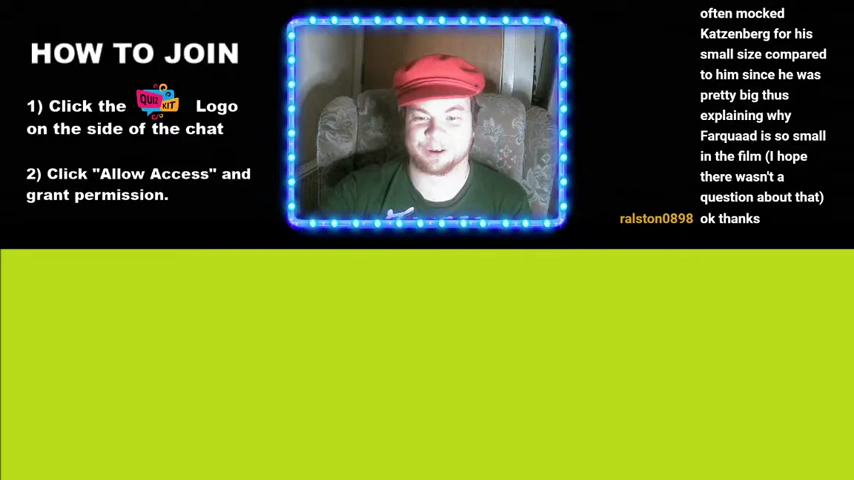 HOW TO JOIN
1) Click the QUIZ KIT Logo
on the side of the chat
2) Click "Allow Access" and
grant permission.
often mocked
Katzenberg for his
small size compared
to him since he was
pretty big thus
explaining why
Farquaad is so small
in the film (I hope
there wasn't a
question about that)
ralston0898 ok thanks